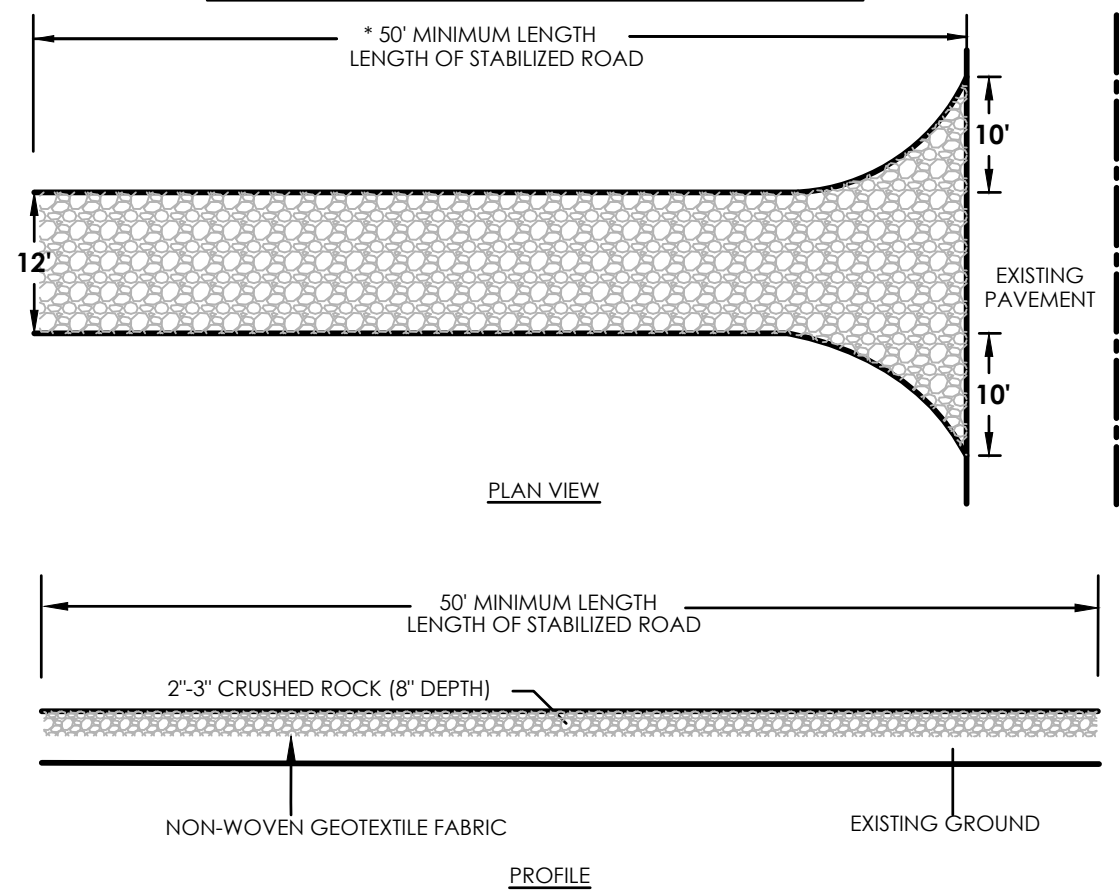 * 50' MINIMUM LENGTH
LENGTH OF STABILIZED ROAD
10'
12'
EXISTING
PAVEMENT
10'
PLAN VIEW
50' MINIMUM LENGTH
LENGTH OF STABILIZED ROAD
2"-3" CRUSHED ROCK (8" DEPTH)
NON-WOVEN GEOTEXTILE FABRIC
EXISTING GROUND
PROFILE